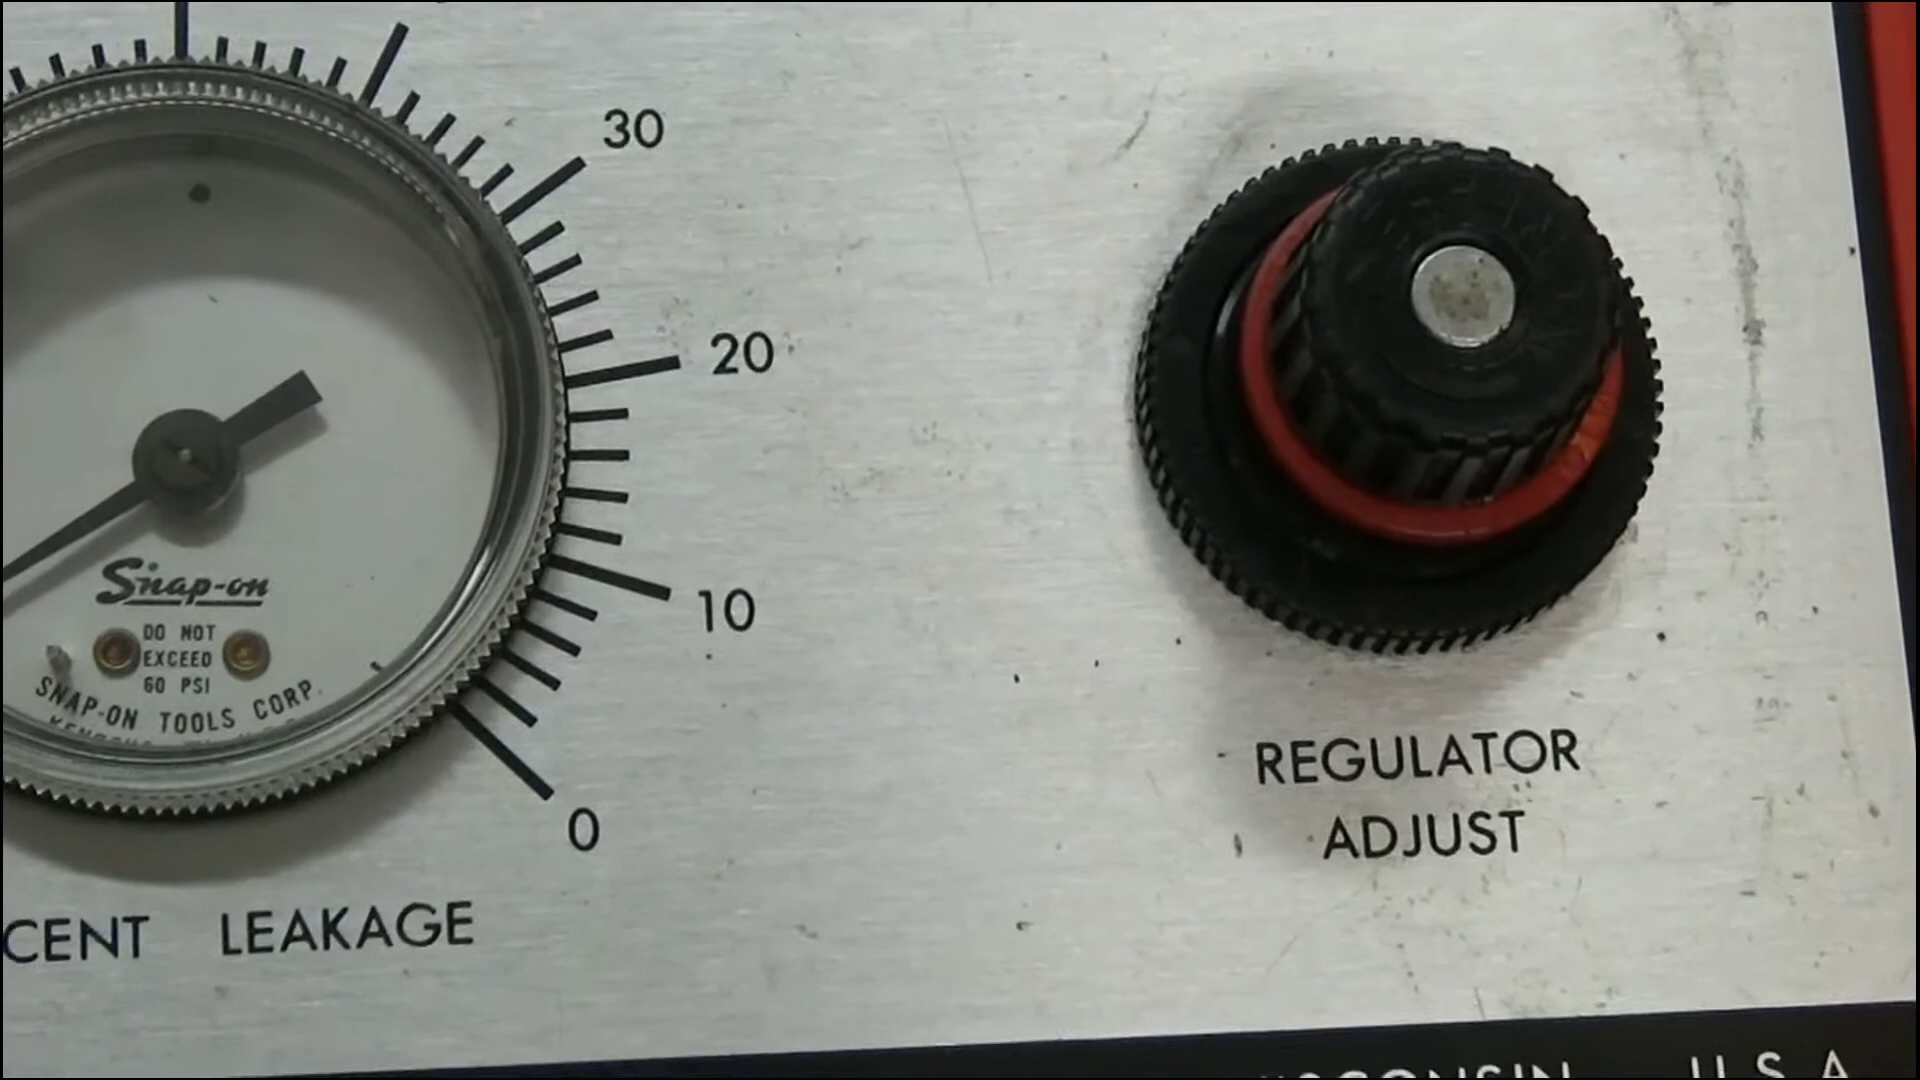 30
20
10
0
Snap-on
DO NOT
EXCEED
60 PSI
SNAP-ON TOOLS CORP.
CENT LEAKAGE
REGULATOR
ADJUST
U.S.A